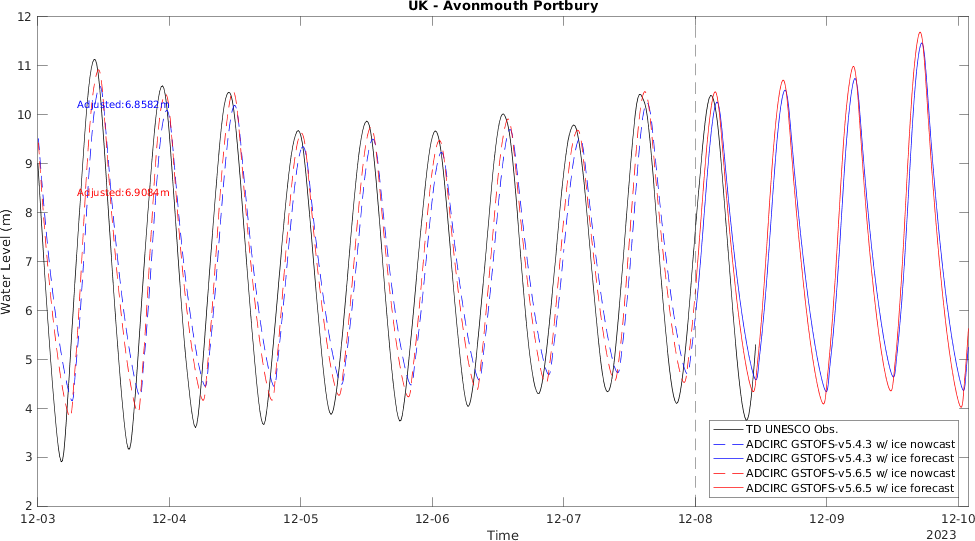 UK - Avonmouth Portbury
12
11
10
9
8
7
6
5
4
3
2
Water Level (m)
Adjusted:6.8582m
Adjusted:6.9084m
TD UNESCO Obs.
ADCIRC GSTOFS-v5.4.3 w/ ice nowcast
ADCIRC GSTOFS-v5.4.3 w/ ice forecast
ADCIRC GSTOFS-v5.6.5 w/ ice nowcast
ADCIRC GSTOFS-v5.6.5 w/ ice forecast
12-03 12-04 12-05 12-06 12-07 12-08 12-09 12-10
Time
2023